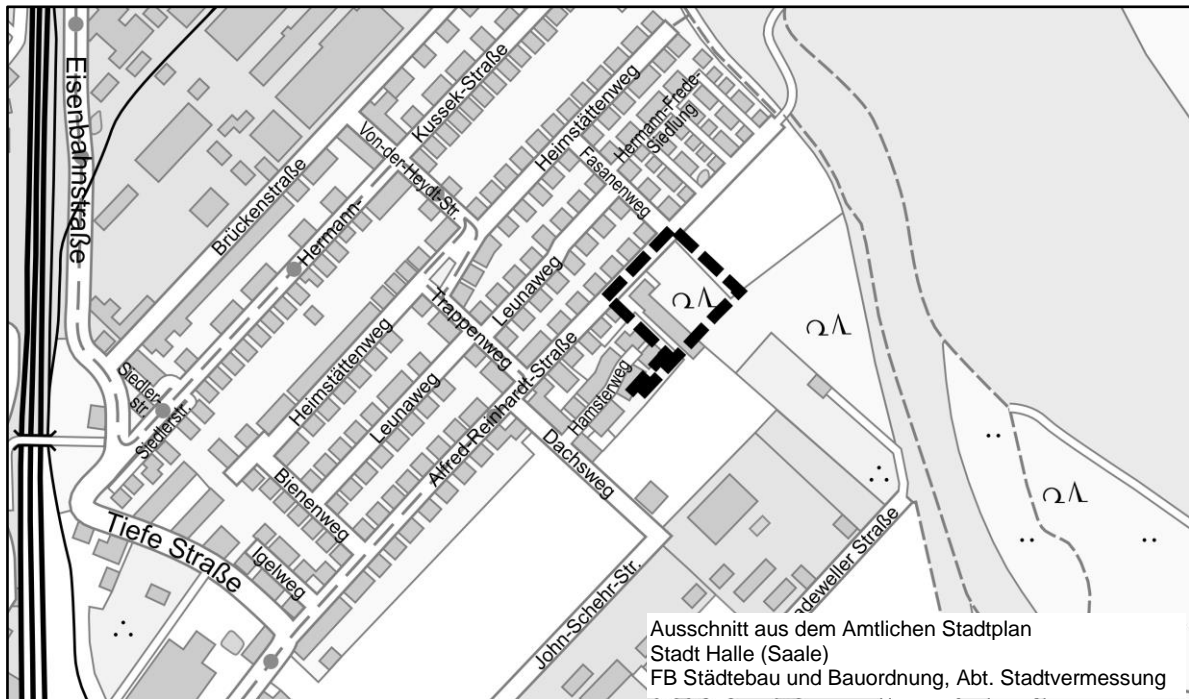 Eisenbahnstraße
Kussek-Straße
Heimstättenweg
Hermann-Frede-
Siedlung
Von-der-Heydt-Str.
Fasanenweg
Brückenstraße
Hermann-
Leunaweg
Trappenweg
Siedler-
str.
Siedlerstr.
Heimstättenweg
Leunaweg
Alfred-Reinhardt-Straße
Hamsterweg
Dachsweg
Bienenweg
Tiefe Straße
Igelweg
John-Schehr-Str.
ndeweller Straße
Ausschnitt aus dem Amtlichen Stadtplan
Stadt Halle (Saale)
FB Städtebau und Bauordnung, Abt. Stadtvermessung